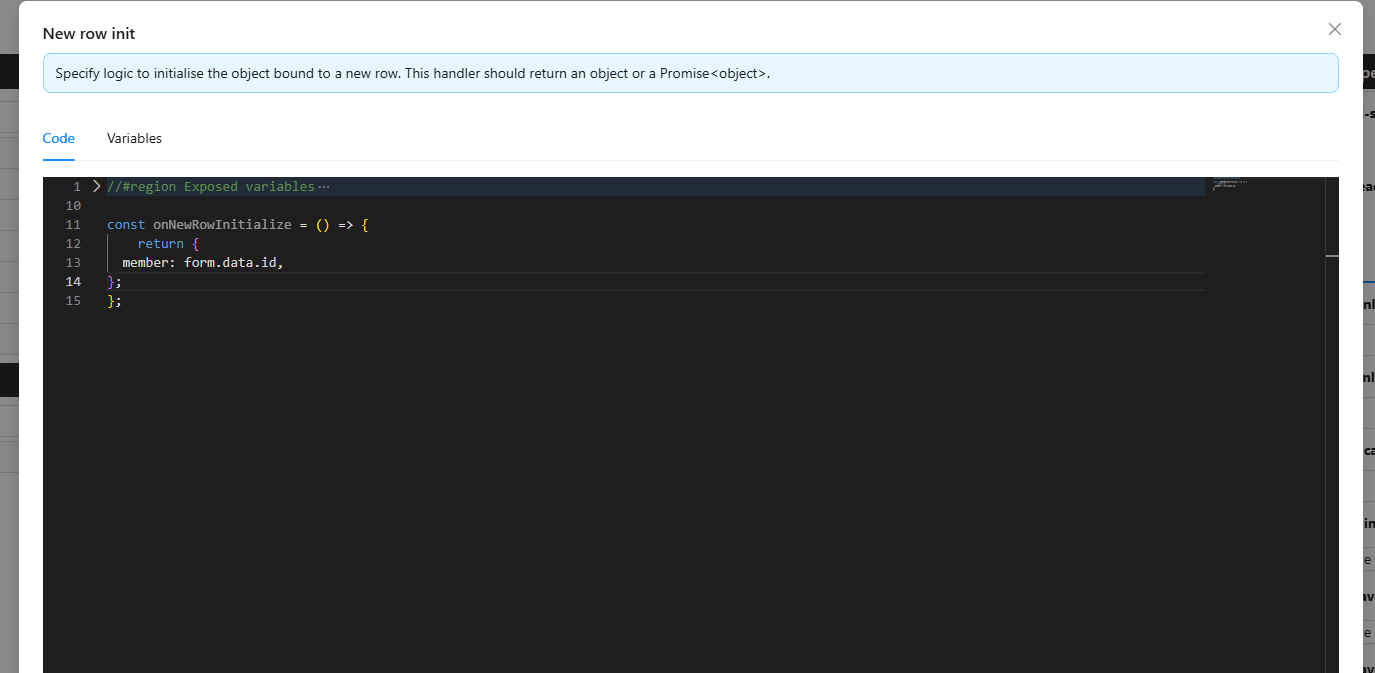 New row init
Specify logic to initialise the object bound to a new row. This handler should return an object or a Promise<object>.
Code Variables
1 //#region Exposed variables ···
10
11 const onNewRowInitialize = () => {
12 return {
13 member: form.data.id,
14 };
15 };